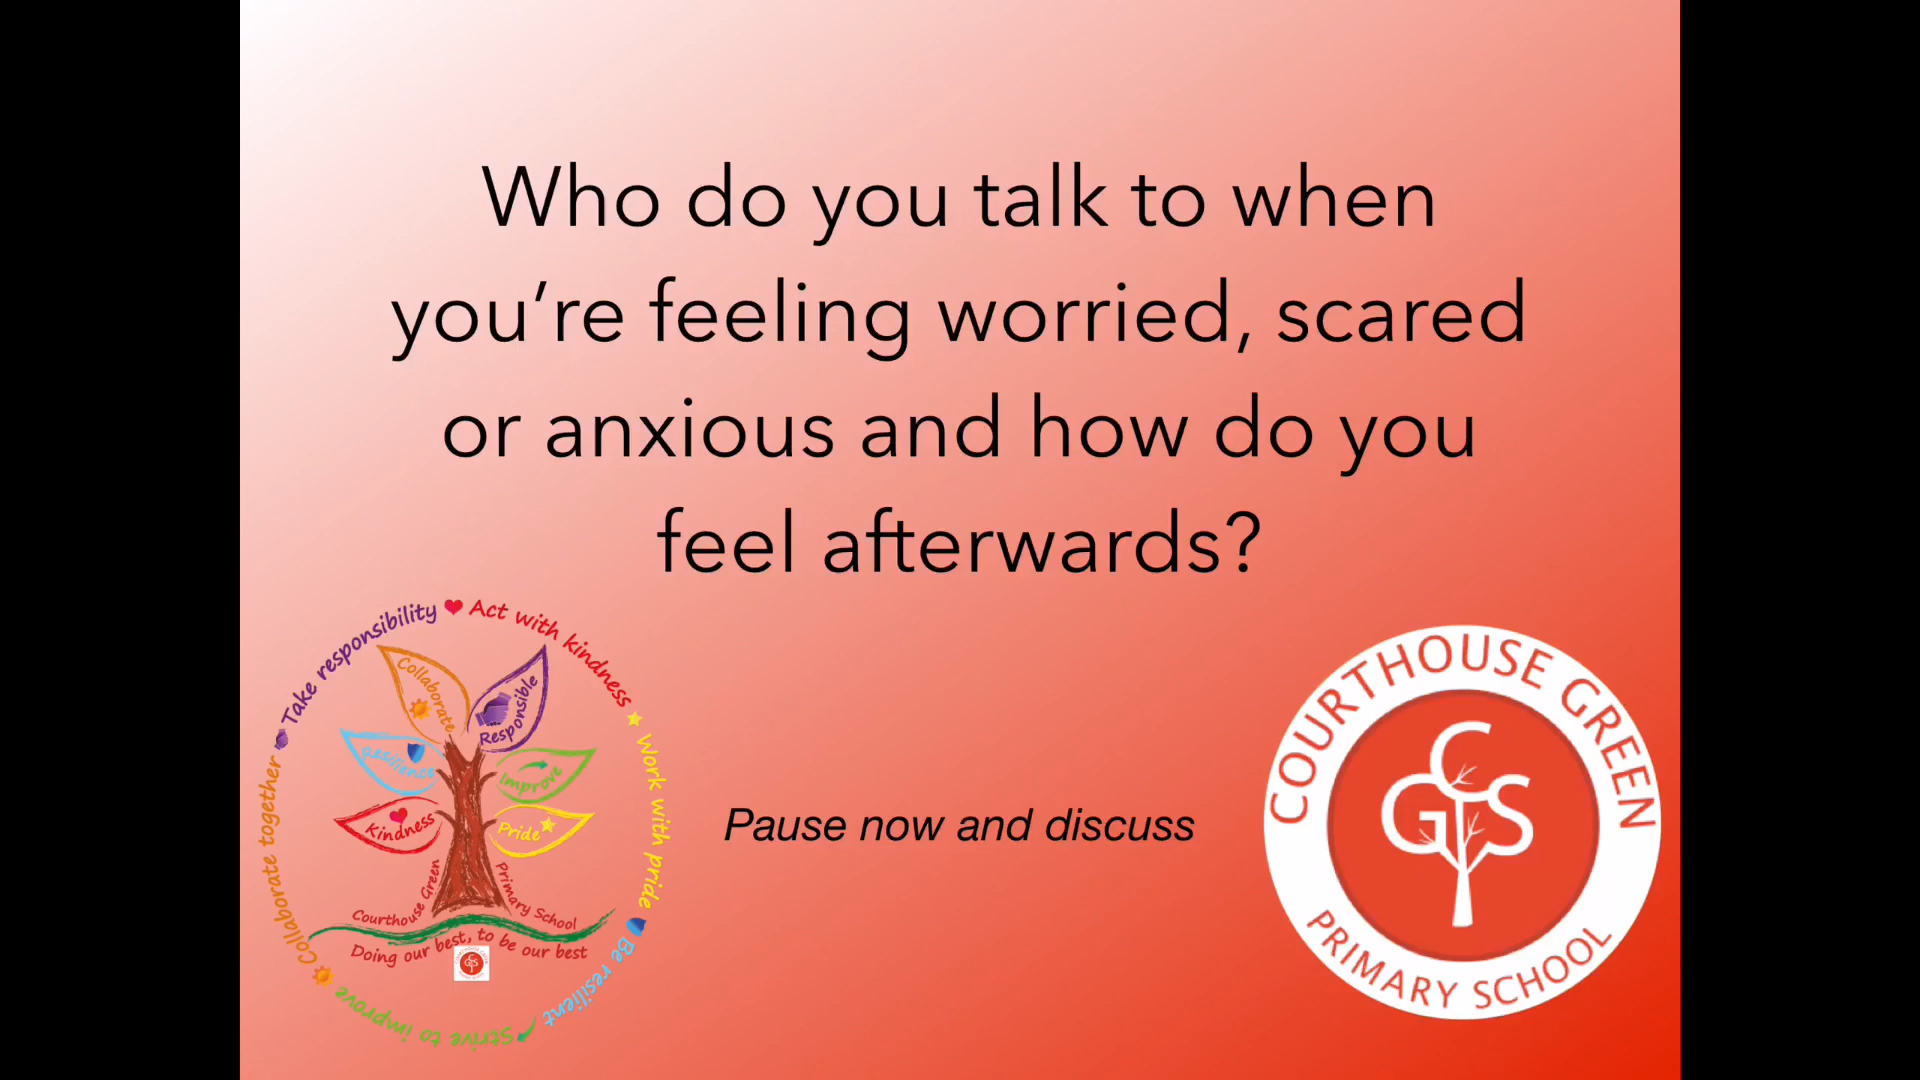 Who do you talk to when
you're feeling worried, scared
or anxious and how do you
feel afterwards?
Take responsibility
Act with kindness
Work with pride
Be resilient
Strive to improve
Collaborate together
Collaborate
Responsible
Resilience
Improve
Kindness
Pride
Courthouse Green
Primary School
Doing our best, to be our best
Pause now and discuss
COURTHOUSE GREEN
CGS
PRIMARY SCHOOL